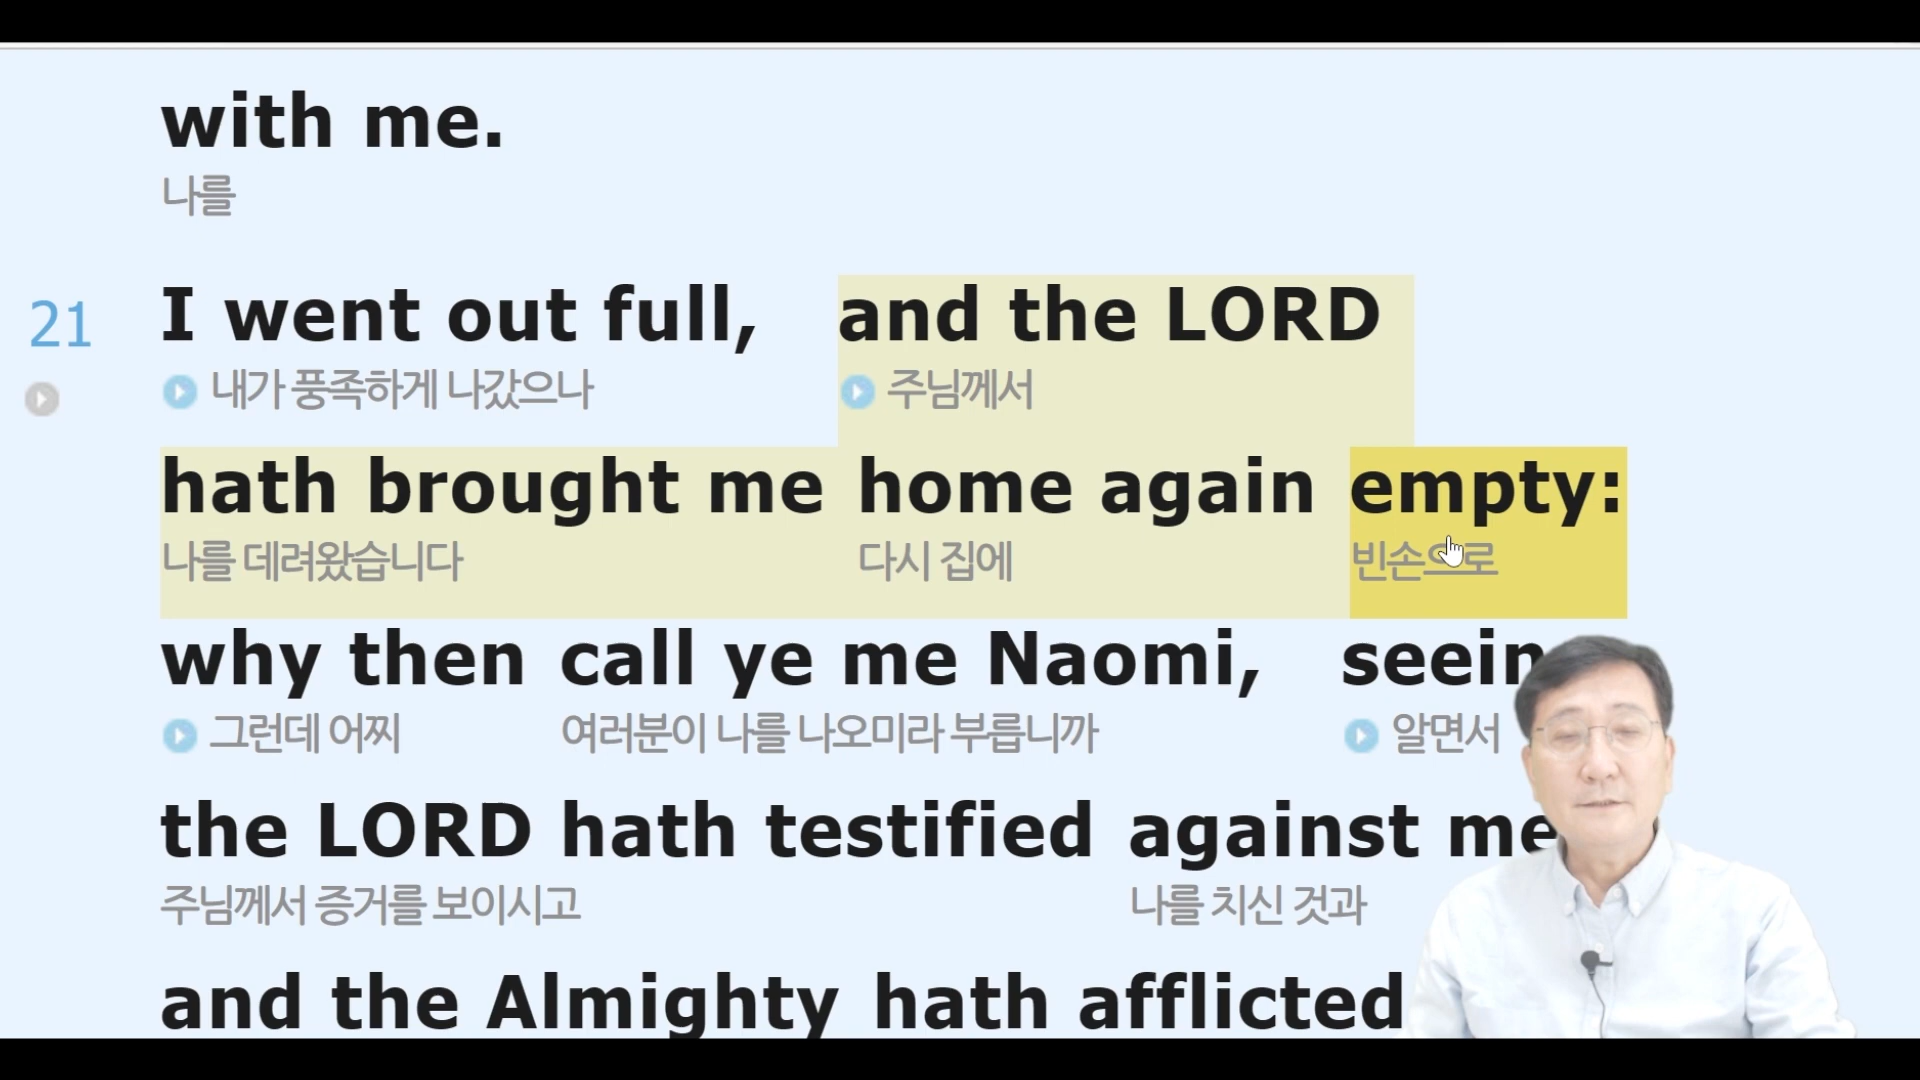 with me.
나를
21 I went out full, and the LORD
내가 풍족하게 나갔으나 주님께서
hath brought me home again empty:
나를 데려왔습니다 다시 집에 빈손으로
why then call ye me Naomi,
그런데 어찌 여러분이 나를 나오미라 부릅니까 알면서
the LORD hath testified against me
주님께서 증거를 보이시고 나를 치신 것과
and the Almighty hath afflicted